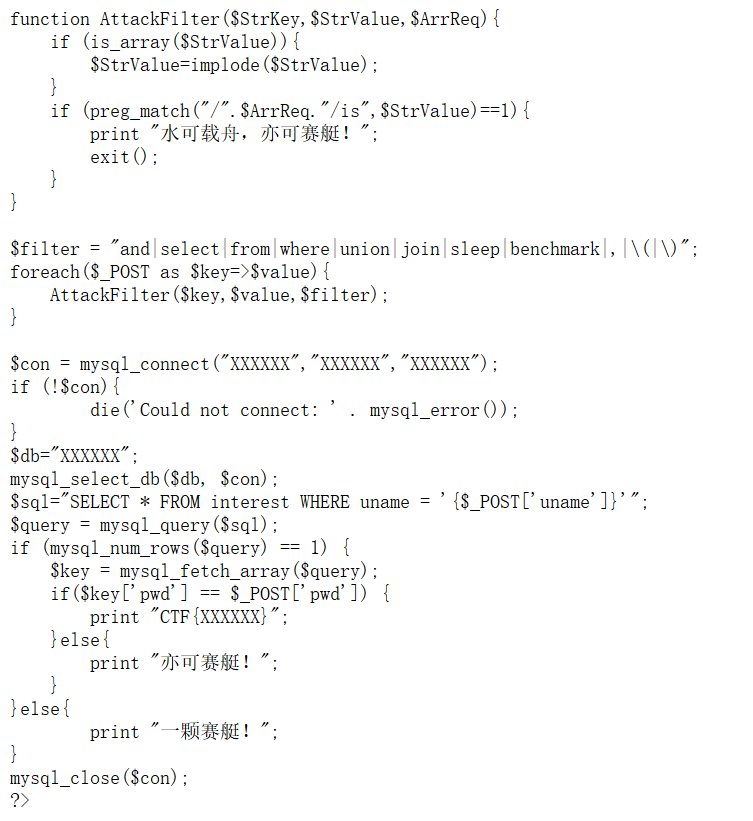 function AttackFilter($StrKey,$StrValue,$ArrReq){
    if (is_array($StrValue)){
        $StrValue=implode($StrValue);
    }
    if (preg_match("/".$ArrReq."/is",$StrValue)==1){
        print "水可载舟，亦可赛艇！";
        exit();
    }
}

$filter = "and|select|from|where|union|join|sleep|benchmark|,|\(|\)";
foreach($_POST as $key=>$value){
    AttackFilter($key,$value,$filter);
}

$con = mysql_connect("XXXXXX","XXXXXX","XXXXXX");
if (!$con){
        die('Could not connect: ' . mysql_error());
}
$db="XXXXXX";
mysql_select_db($db, $con);
$sql="SELECT * FROM interest WHERE uname = '{$_POST['uname']}'";
$query = mysql_query($sql);
if (mysql_num_rows($query) == 1) {
    $key = mysql_fetch_array($query);
    if($key['pwd'] == $_POST['pwd']) {
        print "CTF{XXXXXX}";
    }else{
        print "亦可赛艇！";
    }
}else{
        print "一颗赛艇！";
}
mysql_close($con);
?>